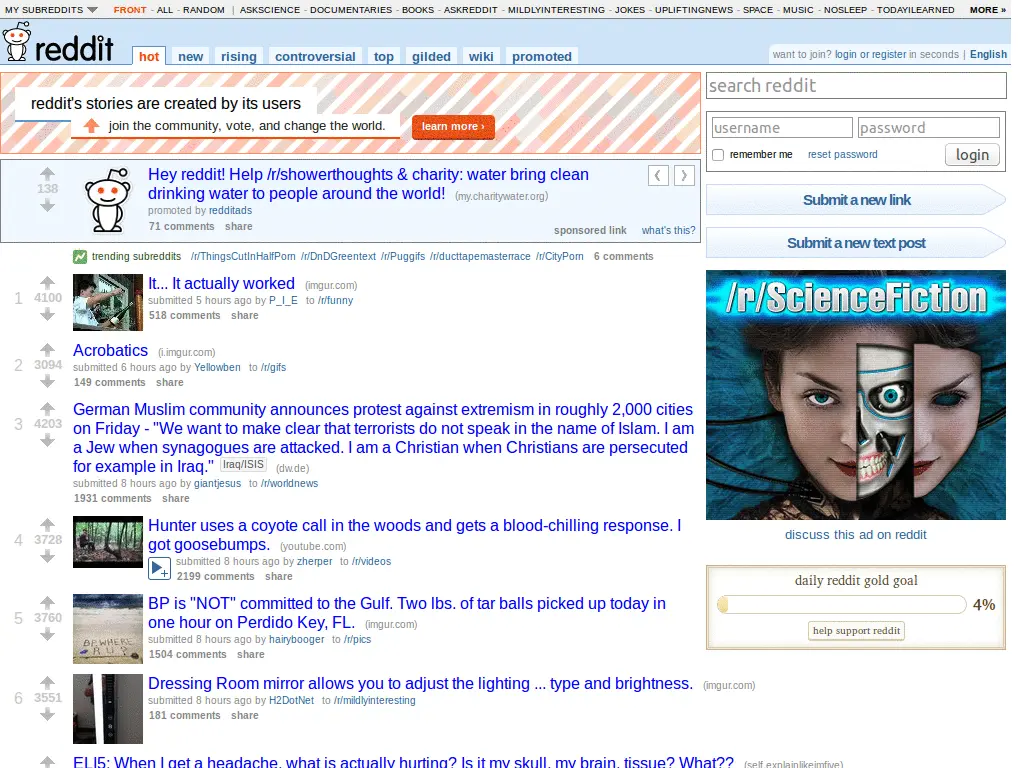 MY SUBREDDITS FRONT - ALL - RANDOM | ASKSCIENCE - DOCUMENTARIES - BOOKS - ASKREDDIT - MILDLYINTERESTING - JOKES - UPLIFTINGNEWS - SPACE - MUSIC - NOSLEEP - TODAYILEARNED MORE »
reddit hot new rising controversial top gilded wiki promoted
want to join? login or register in seconds | English
reddit's stories are created by its users
join the community, vote, and change the world.
learn more ›
search reddit
username password
remember me reset password login
Submit a new link
Submit a new text post
138
Hey reddit! Help /r/showerthoughts & charity: water bring clean
drinking water to people around the world! (my.charitywater.org)
promoted by redditads
71 comments share
sponsored link what's this?
trending subreddits /r/ThingsCutInHalfPorn /r/DnDGreentext /r/Puggifs /r/ducttapemasterrace /r/CityPorn 6 comments
1 4100
It... It actually worked (imgur.com)
submitted 5 hours ago by P_I_E to /r/funny
518 comments share
2 3094
Acrobatics (i.imgur.com)
submitted 6 hours ago by Yellowben to /r/gifs
149 comments share
3 4203
German Muslim community announces protest against extremism in roughly 2,000 cities
on Friday - "We want to make clear that terrorists do not speak in the name of Islam. I am
a Jew when synagogues are attacked. I am a Christian when Christians are persecuted
for example in Iraq." Iraq/ISIS (dw.de)
submitted 8 hours ago by giantjesus to /r/worldnews
1931 comments share
4 3728
Hunter uses a coyote call in the woods and gets a blood-chilling response. I
got goosebumps. (youtube.com)
submitted 8 hours ago by zherper to /r/videos
2199 comments share
5 3760
BP is "NOT" committed to the Gulf. Two lbs. of tar balls picked up today in
one hour on Perdido Key, FL. (imgur.com)
submitted 8 hours ago by hairybooger to /r/pics
1504 comments share
BP WHERE
R U?
6 3551
Dressing Room mirror allows you to adjust the lighting ... type and brightness. (imgur.com)
submitted 8 hours ago by H2DotNet to /r/mildlyinteresting
181 comments share
ELI5: When I get a headache, what is actually hurting? Is it my skull, my brain, tissue? What?? (self.explainlikeimfive)
/r/ScienceFiction
discuss this ad on reddit
daily reddit gold goal
4%
help support reddit